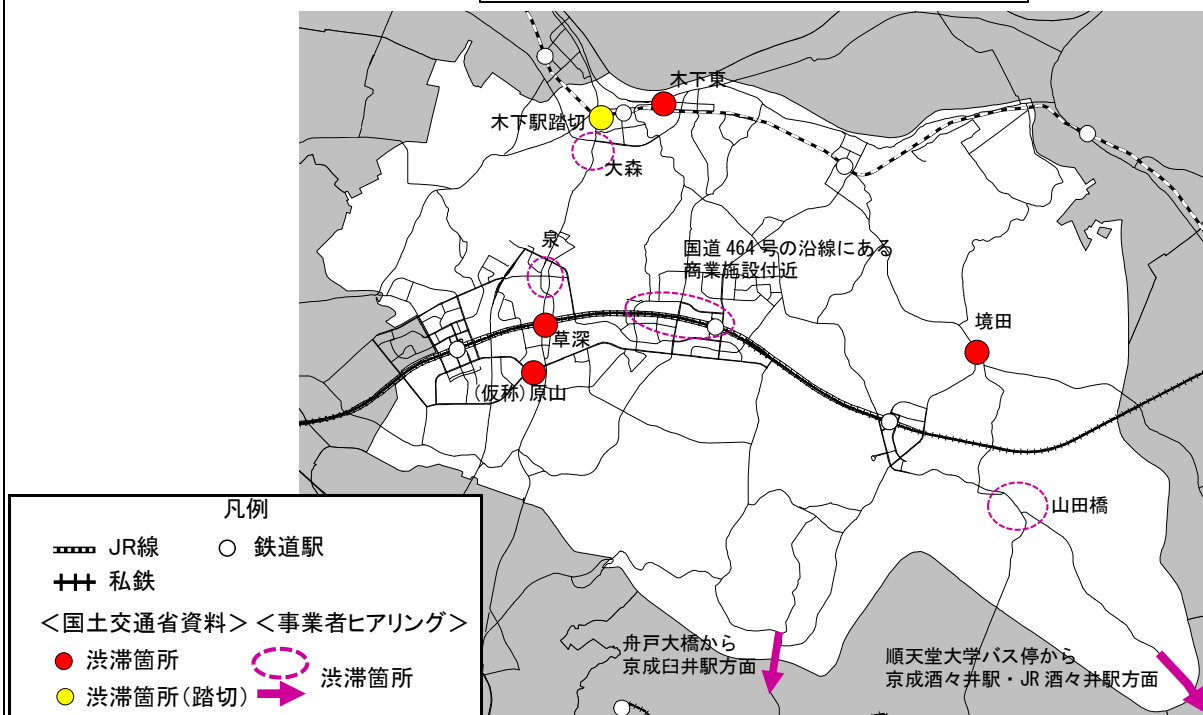 木下東
木下駅踏切
大森
泉
国道 464 号の沿線にある
商業施設付近
境田
草深
(仮称)原山
山田橋
凡例
JR線
鉄道駅
私鉄
<国土交通省資料>
<事業者ヒアリング>
渋滞箇所
渋滞箇所
渋滞箇所(踏切)
舟戸大橋から
京成臼井駅方面
順天堂大学バス停から
京成酒々井駅・JR 酒々井駅方面